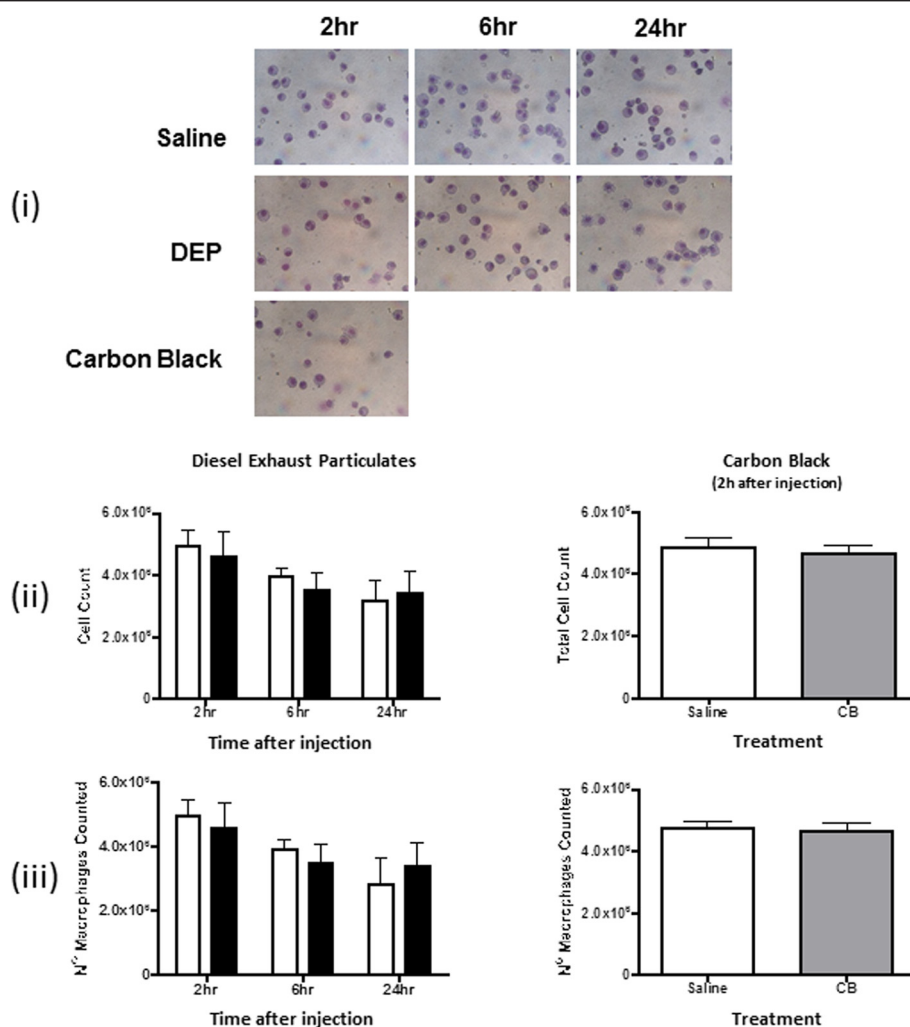 2hr 6hr 24hr
(i)
Saline
DEP
Carbon Black
Diesel Exhaust Particulates
Carbon Black
(2h after injection)
(ii)
Cell Count
6.0x10⁵
4.0x10⁵
2.0x10⁵
0
2hr 6hr 24hr
Time after injection
Total Cell Count
6.0x10⁵
4.0x10⁵
2.0x10⁵
0
Saline CB
Treatment
(iii)
Nº Macrophages Counted
6.0x10⁵
4.0x10⁵
2.0x10⁵
0
2hr 6hr 24hr
Time after injection
Nº Macrophages Counted
6.0x10⁵
4.0x10⁵
2.0x10⁵
0
Saline CB
Treatment